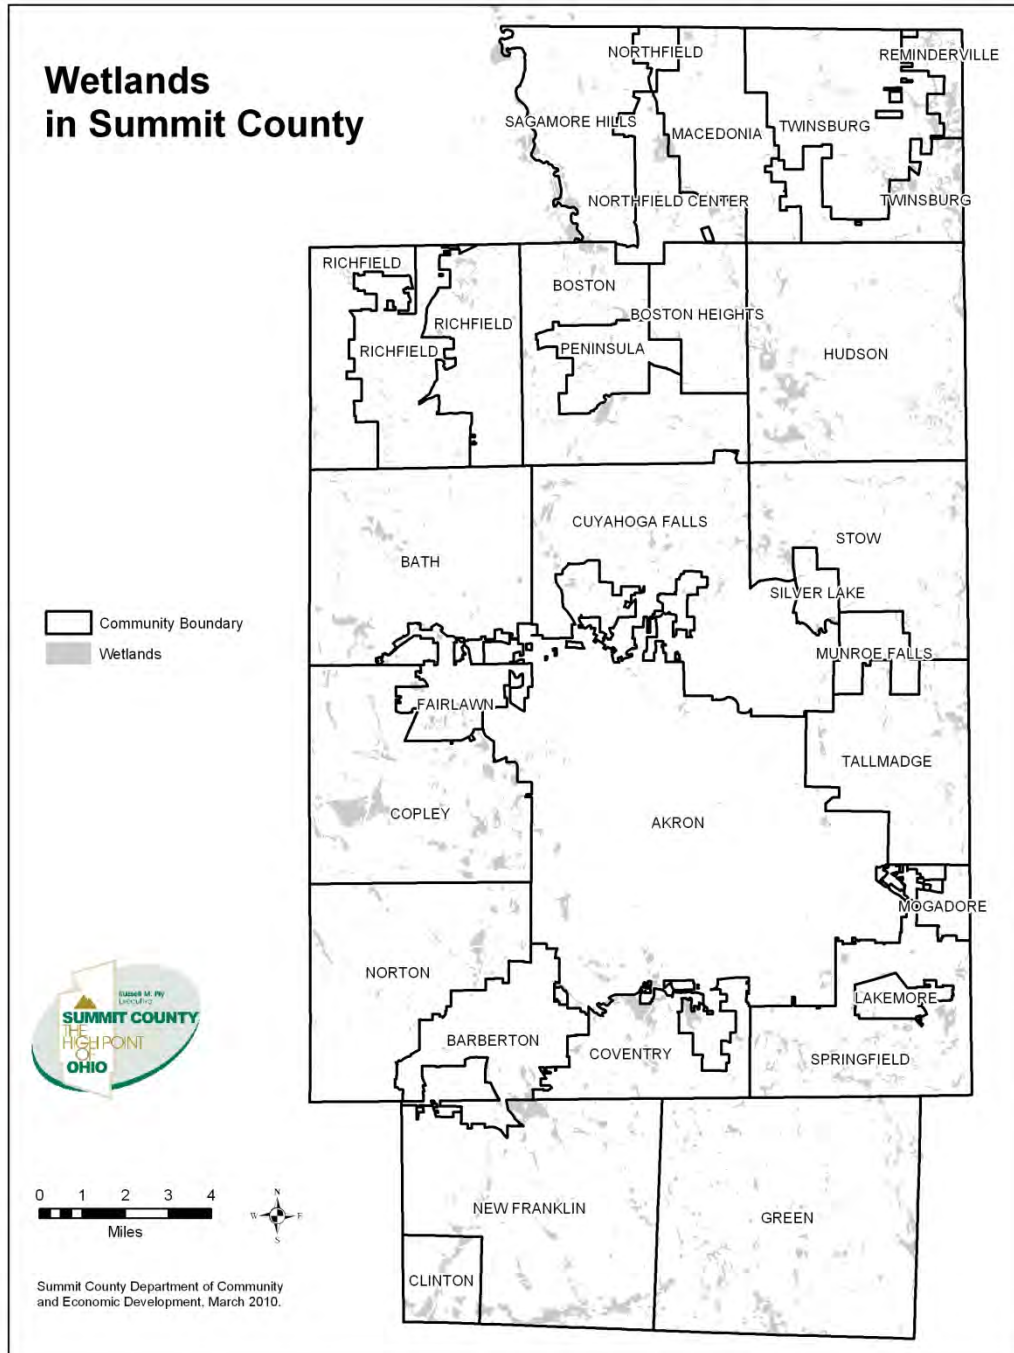 Wetlands
in Summit County
NORTHFIELD
REMINDERVILLE
SAGAMORE HILLS
MACEDONIA
TWINSBURG
NORTHFIELD CENTER
TWINSBURG
RICHFIELD
BOSTON
RICHFIELD
BOSTON HEIGHTS
RICHFIELD
PENINSULA
HUDSON
CUYAHOGA FALLS
STOW
BATH
SILVER LAKE
Community Boundary
Wetlands
MUNROE FALLS
FAIRLAWN
TALLMADGE
COPLEY
AKRON
MOGADORE
NORTON
LAKEMORE
BARBERTON
COVENTRY
SPRINGFIELD
Russell M. Pry
Executive
SUMMIT COUNTY
THE
HIGH POINT
OF
OHIO
NEW FRANKLIN
GREEN
CLINTON
0 1 2 3 4
Miles
N
W E
S
Summit County Department of Community
and Economic Development, March 2010.